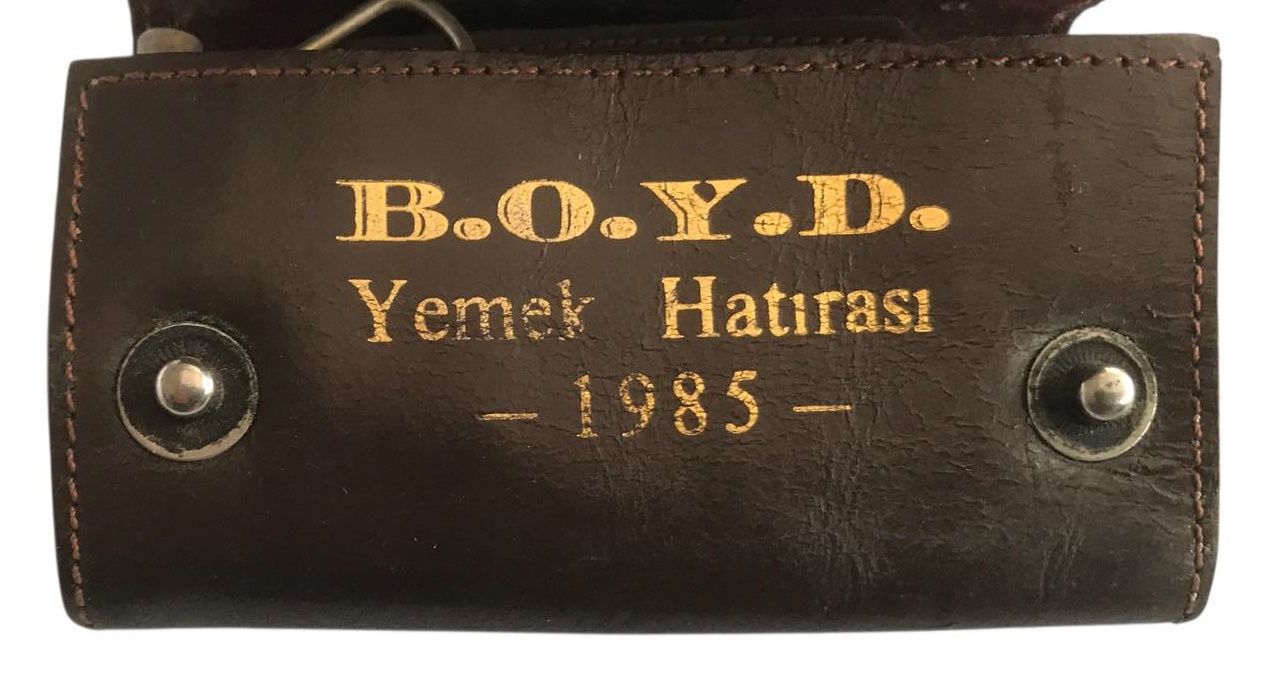 B.O.Y.D.
Yemek Hatırası
— 1985 —